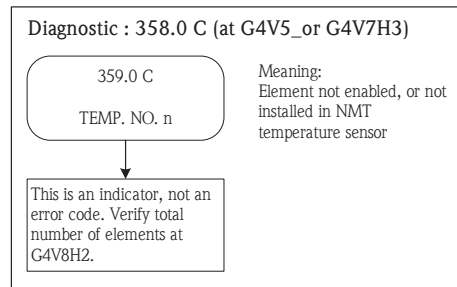 Diagnostic : 358.0 C (at G4V5_or G4V7H3)
359.0 C
TEMP. NO. n
Meaning:
Element not enabled, or not
installed in NMT
temperature sensor
This is an indicator, not an
error code. Verify total
number of elements at
G4V8H2.